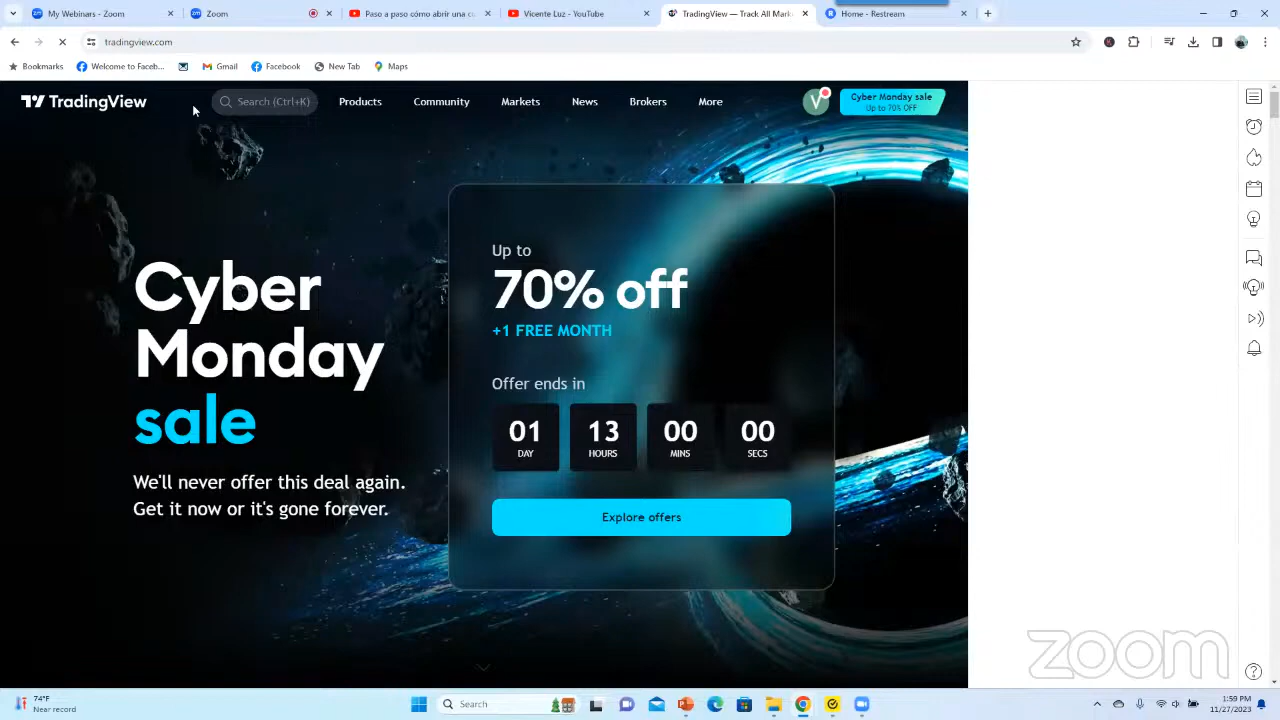 My Webinars - Zoom
Zoom
Paso a paso cómo abrir una cu
Vicente Luz - YouTube
TradingView — Track All Mark
Home - Restream
tradingview.com
Bookmarks
Welcome to Faceb...
Gmail
Facebook
New Tab
Maps
TradingView
Search (Ctrl+K)
Products
Community
Markets
News
Brokers
More
V
Cyber Monday sale
Up to 70% OFF
Cyber
Monday
sale
We'll never offer this deal again.
Get it now or it's gone forever.
Up to
70% off
+1 FREE MONTH
Offer ends in
01 13 00 00
DAY HOURS MINS SECS
Explore offers
zoom
74°F
Near record
Search
1:59 PM
11/27/2023